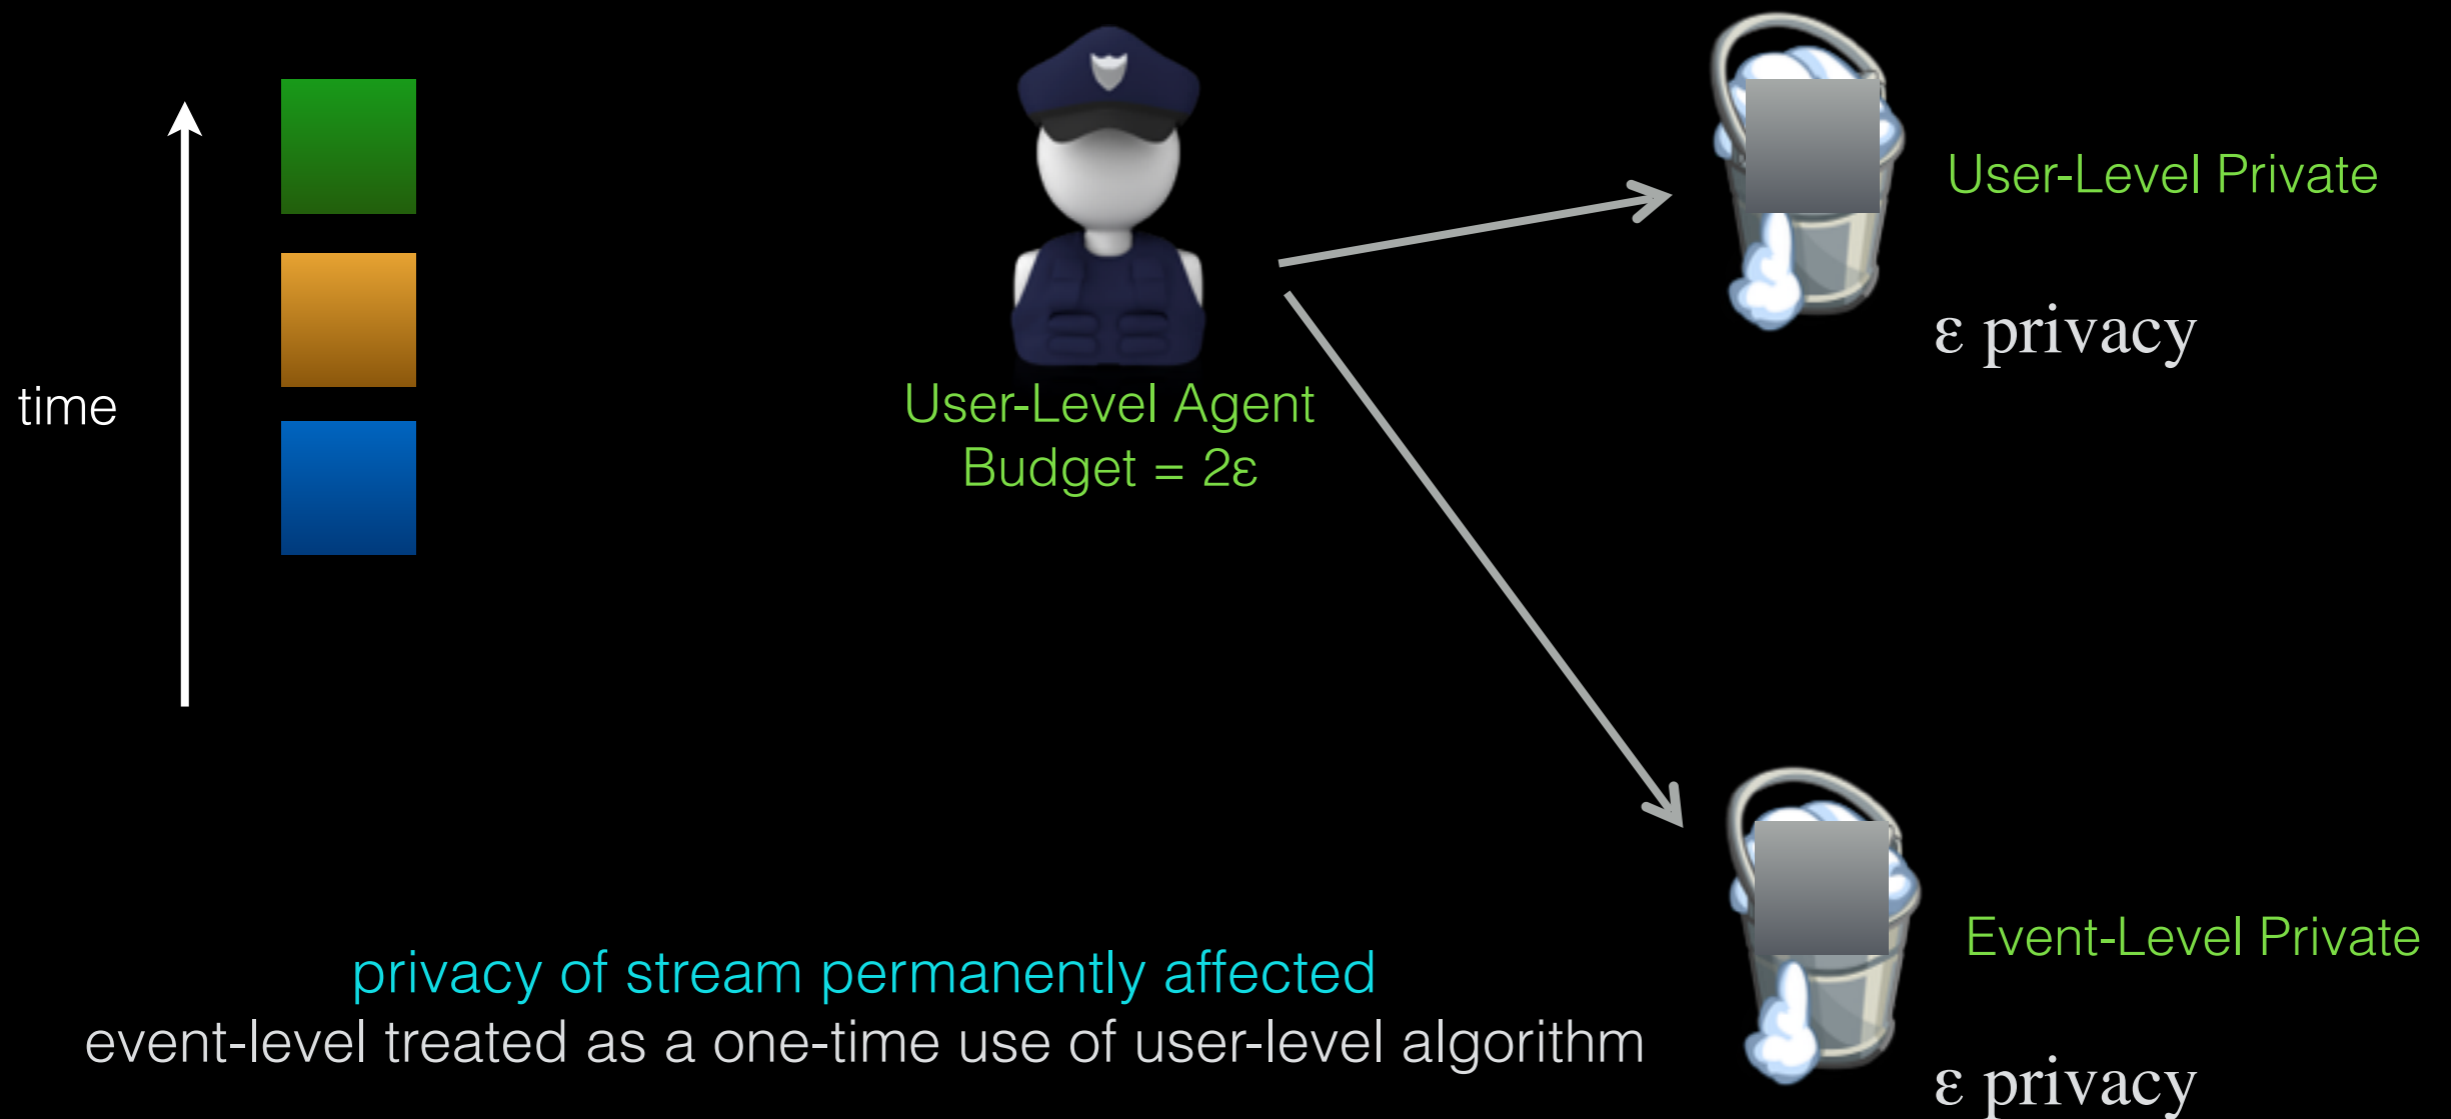 time
User-Level Agent
Budget = 2ε
User-Level Private
ε privacy
privacy of stream permanently affected
event-level treated as a one-time use of user-level algorithm
Event-Level Private
ε privacy